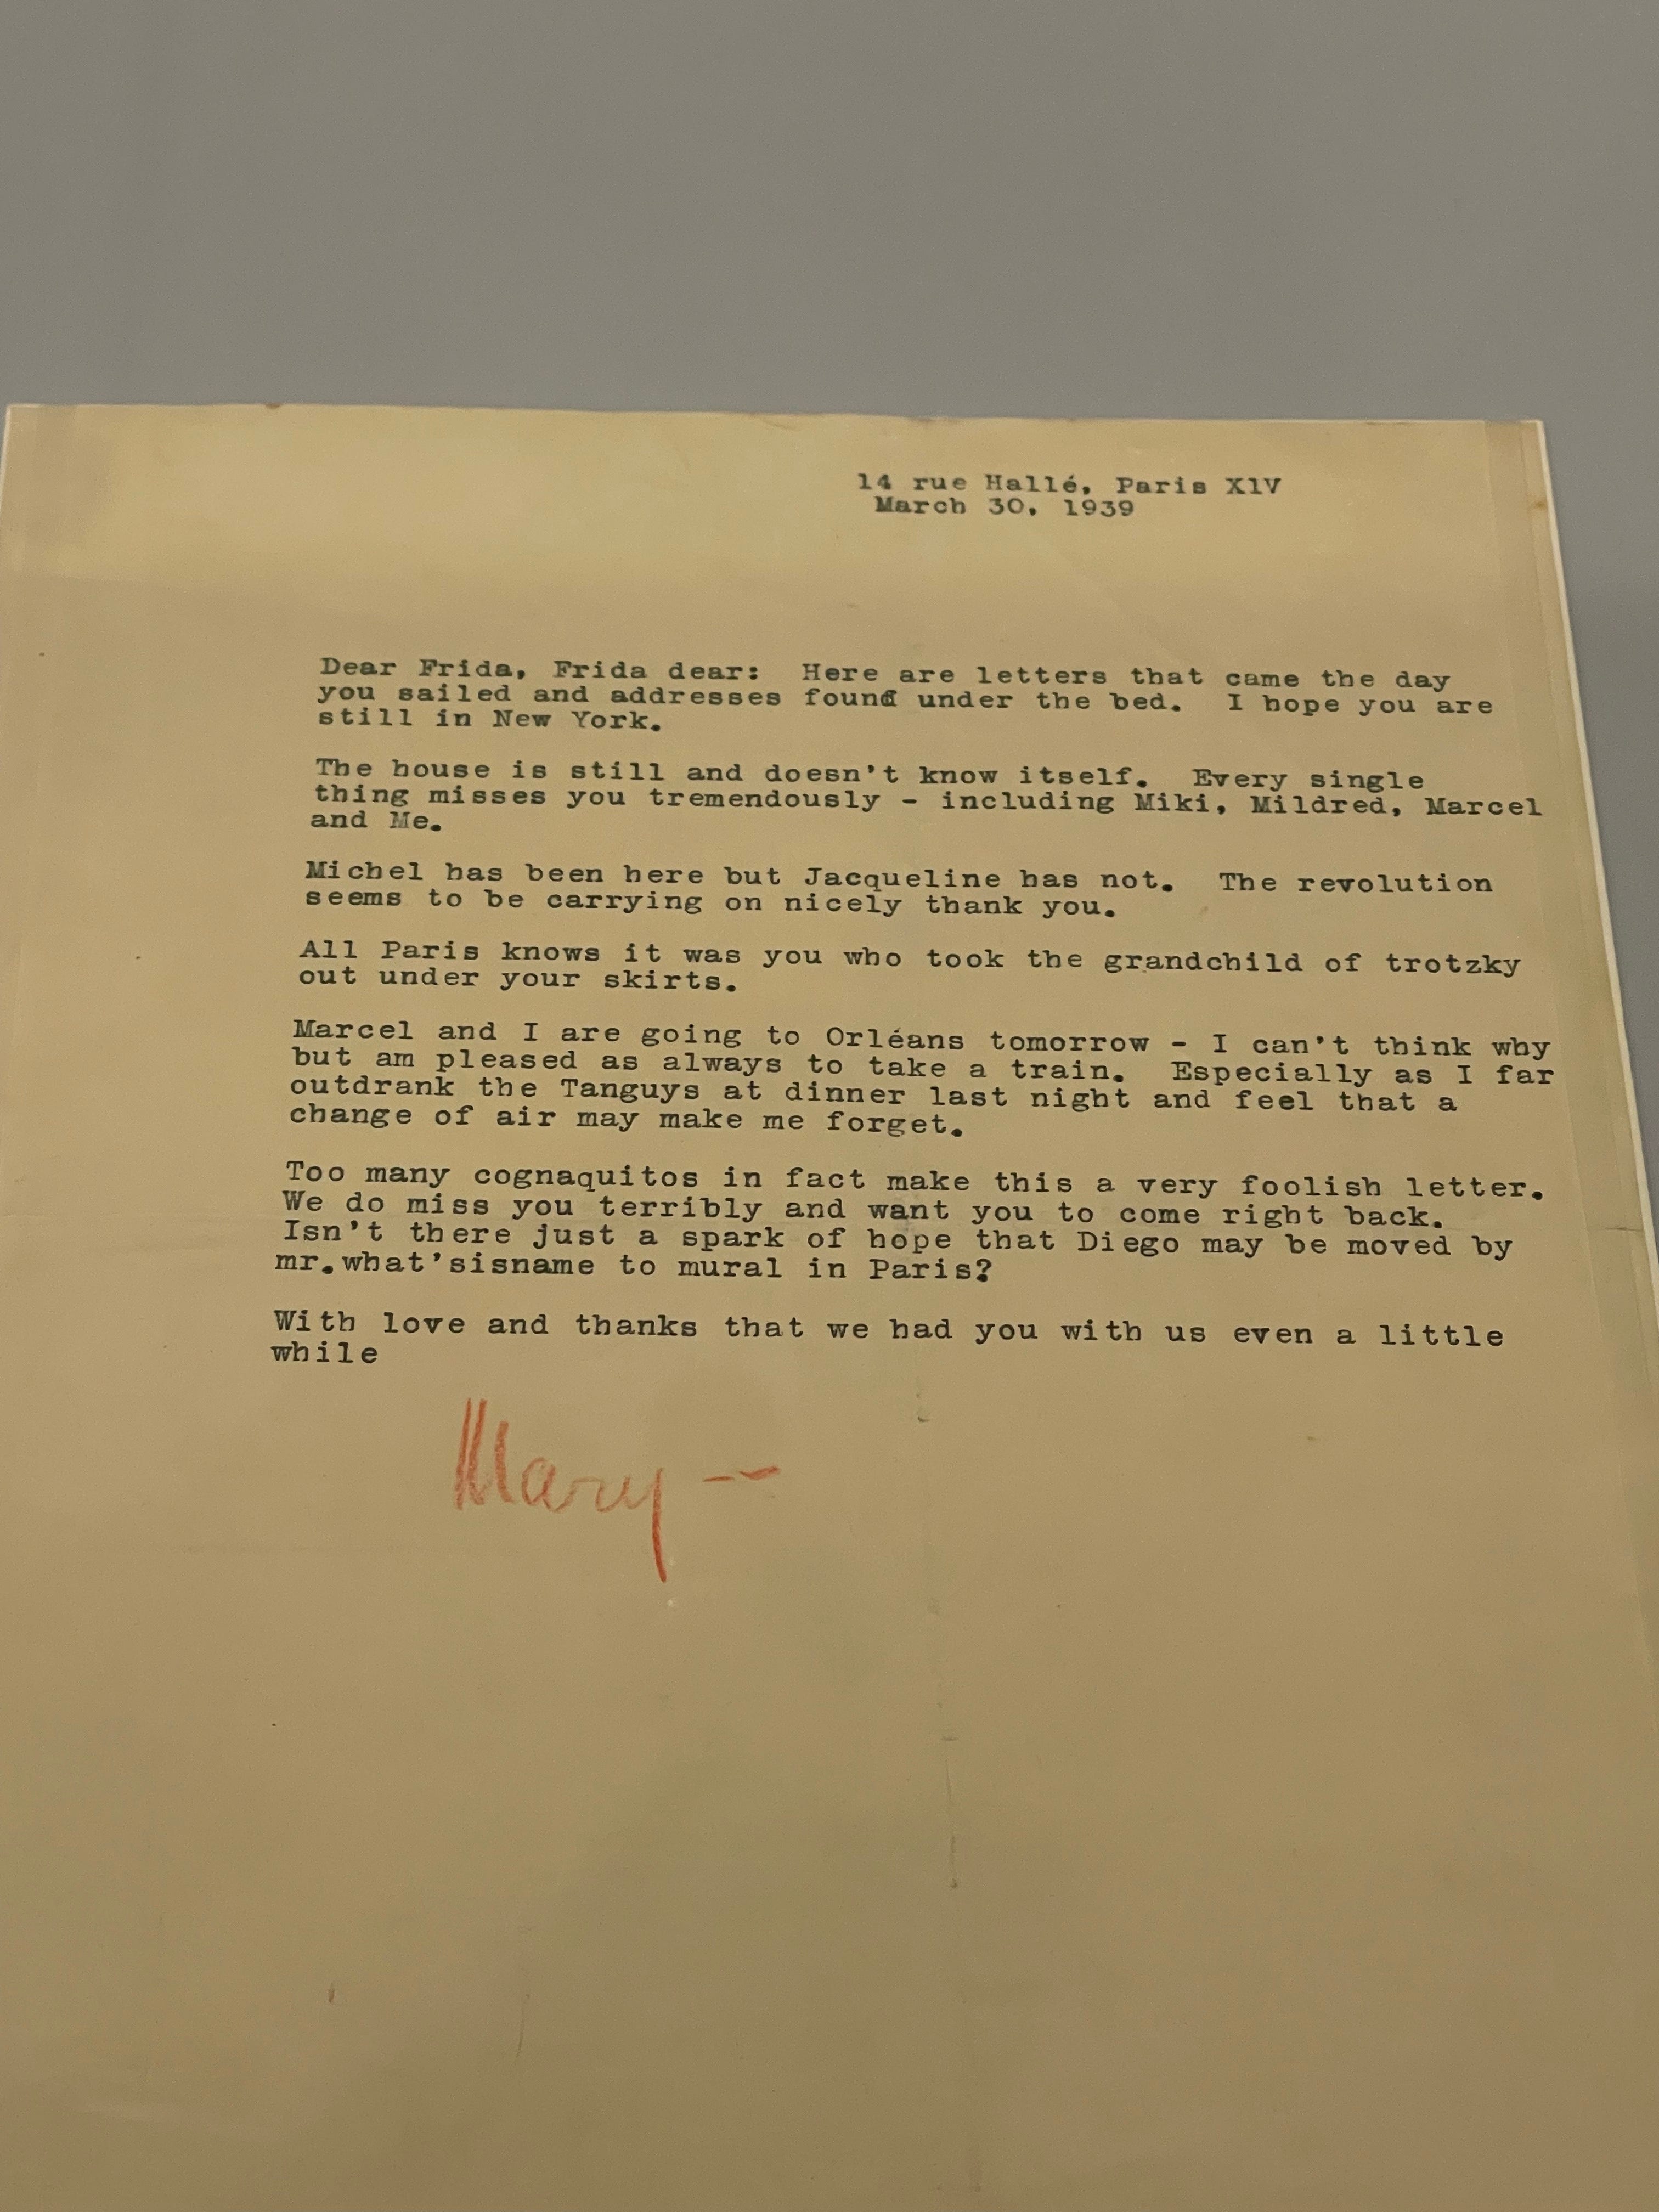 14 rue Hallé, Paris X1V
March 30, 1939
Dear Frida, Frida dear: Here are letters that came the day
you sailed and addresses found under the bed. I hope you are
still in New York.
The house is still and doesn't know itself. Every single
thing misses you tremendously - including Miki, Mildred, Marcel
and Me.
Michel has been here but Jacqueline has not. The revolution
seems to be carrying on nicely thank you.
All Paris knows it was you who took the grandchild of trotzky
out under your skirts.
Marcel and I are going to Orléans tomorrow - I can't think why
but am pleased as always to take a train. Especially as I far
outdrank the Tanguys at dinner last night and feel that a
change of air may make me forget.
Too many cognaquitos in fact make this a very foolish letter.
We do miss you terribly and want you to come right back.
Isn't there just a spark of hope that Diego may be moved by
mr.what'sisname to mural in Paris?
With love and thanks that we had you with us even a little
while
Mary --